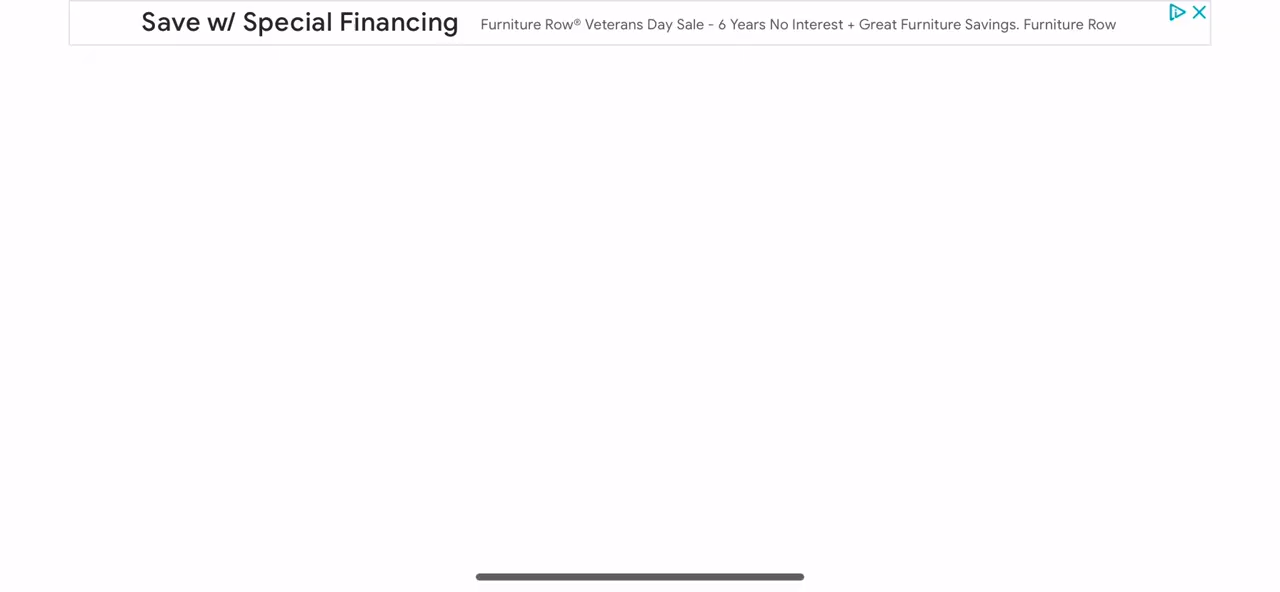 Save w/ Special Financing Furniture Row® Veterans Day Sale - 6 Years No Interest + Great Furniture Savings. Furniture Row